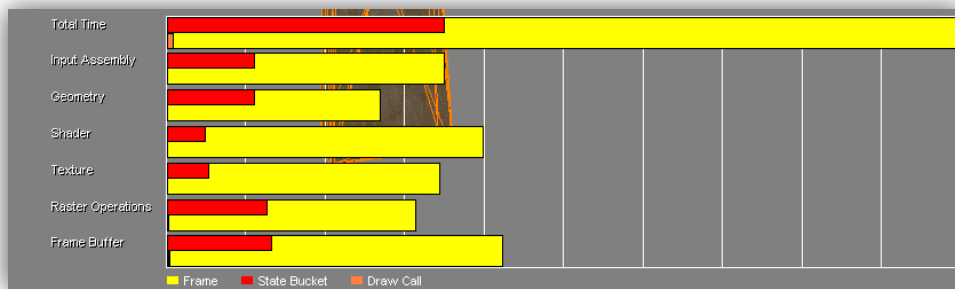 Total Time
Input Assembly
Geometry
Shader
Texture
Raster Operations
Frame Buffer
Frame State Bucket Draw Call